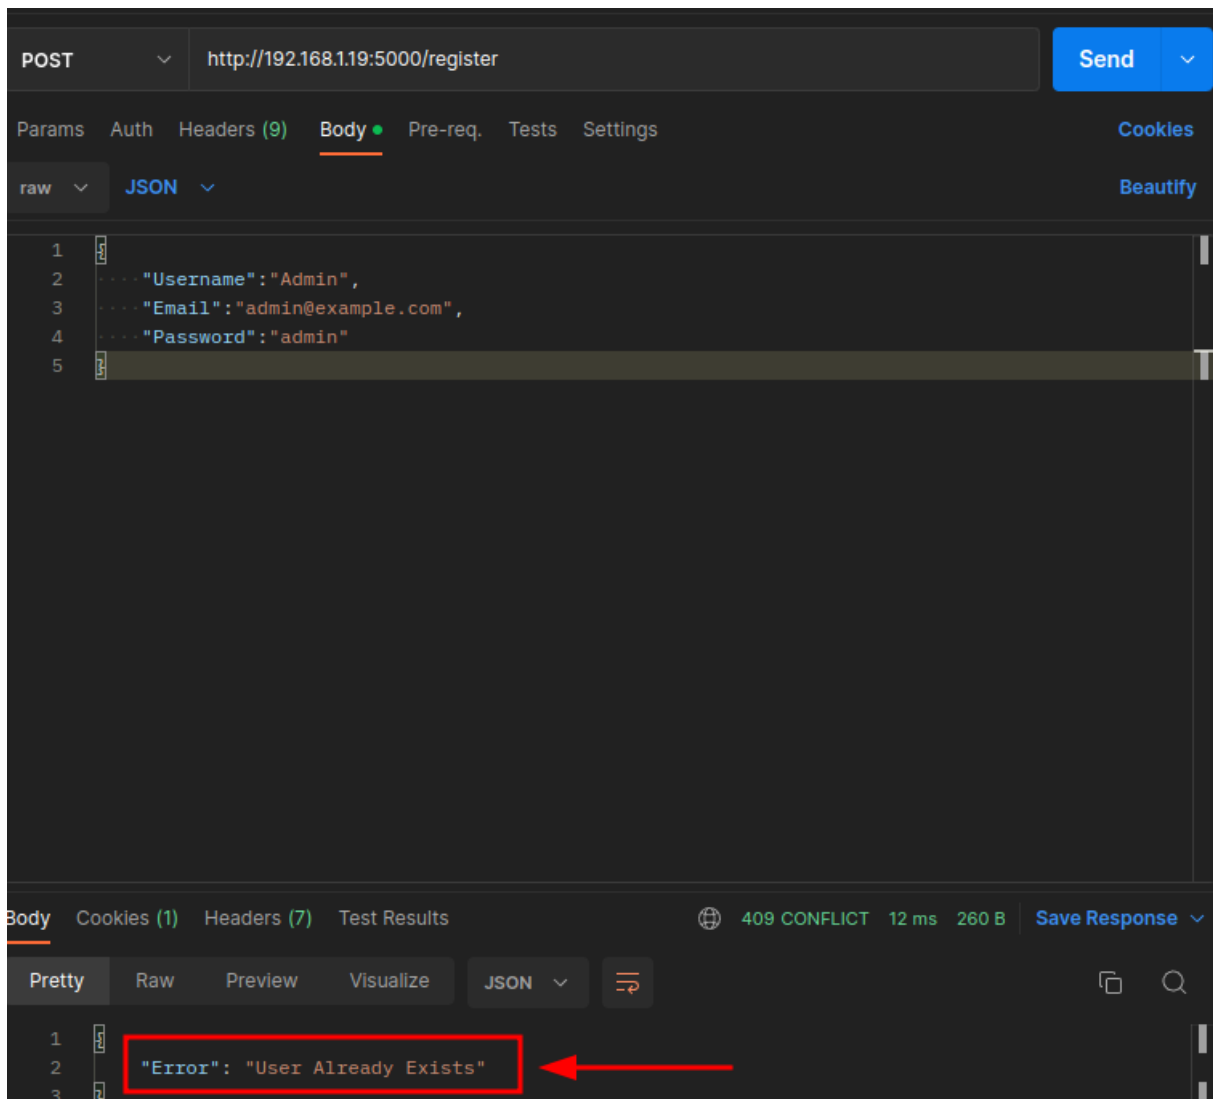 POST http://192.168.1.19:5000/register Send
Params Auth Headers (9) Body Pre-req. Tests Settings Cookies
raw JSON Beautify
1 {
2 "Username":"Admin",
3 "Email":"admin@example.com",
4 "Password":"admin"
5 }
Body Cookies (1) Headers (7) Test Results 409 CONFLICT 12 ms 260 B Save Response
Pretty Raw Preview Visualize JSON
1 {
2 "Error": "User Already Exists"
3 }